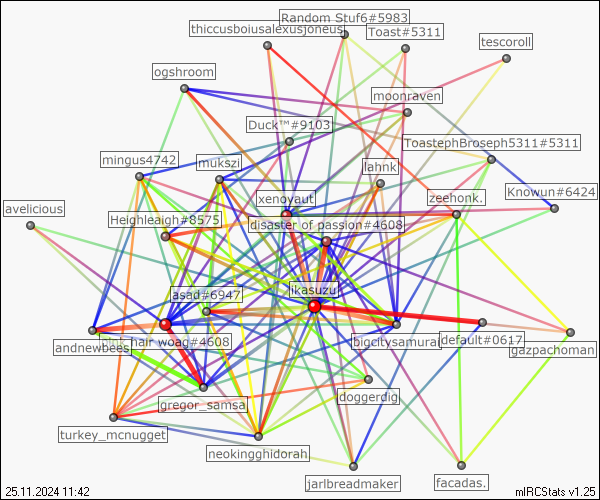 Random Stuf6#5983
thiccusboiusalexusjoneus
Toast#5311
tescoroll
ogshroom
moonraven
Duck™#9103
ToastephBroseph5311#5311
mingus4742
mukszi
lahnk
xenoyaut
zeehonk.
Knowun#6424
avelicious
Heighleaigh#8575
disaster of passion#4608
asad#6947
ikasuzu
andnewbees
pink hair woag#4608
bigcitysamurai
default#0617
gazpachoman
gregor_samsa
doggerdig
turkey_mcnugget
neokingghidorah
jarlbreadmaker
facadas.
25.11.2024 11:42
mIRCStats v1.25